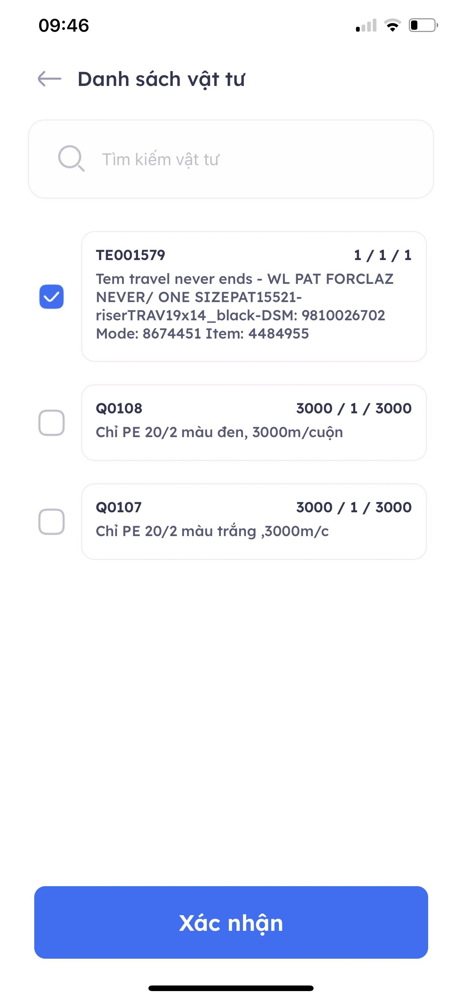 09:46
Danh sách vật tư
Tìm kiếm vật tư
TE001579 1 / 1 / 1
Tem travel never ends - WL PAT FORCLAZ
NEVER/ ONE SIZEPAT15521-
riserTRAV19x14_black-DSM: 9810026702
Mode: 8674451 Item: 4484955
Q0108 3000 / 1 / 3000
Chỉ PE 20/2 màu đen, 3000m/cuộn
Q0107 3000 / 1 / 3000
Chỉ PE 20/2 màu trắng ,3000m/c
Xác nhận